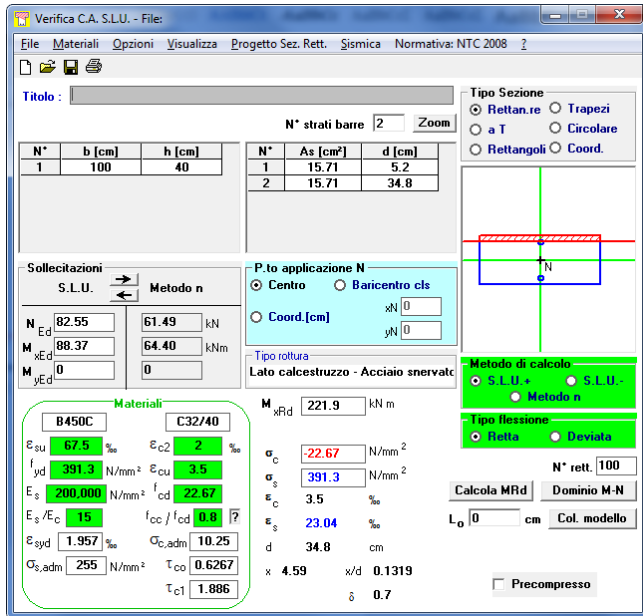 Verifica C.A. S.L.U. - File:
File Materiali Opzioni Visualizza Progetto Sez. Rett. Sismica Normativa: NTC 2008 ?
Titolo :
N° strati barre 2 Zoom
Tipo Sezione
Rettan.re Trapezi
a T Circolare
Rettangoli Coord.
N° b [cm] h [cm]
1 100 40
N° As [cm²] d [cm]
1 15.71 5.2
2 15.71 34.8
N
Sollecitazioni
S.L.U. Metodo n
N Ed 82.55 61.49 kN
M xEd 88.37 64.40 kNm
M yEd 0 0
P.to applicazione N
Centro Baricentro cls
Coord.[cm] xN 0
yN 0
Tipo rottura
Lato calcestruzzo - Acciaio snervato
Metodo di calcolo
S.L.U.+ S.L.U.-
Metodo n
Tipo flessione
Retta Deviata
N° rett. 100
Calcola MRd Dominio M-N
L₀ 0 cm Col. modello
Precompresso
Materiali
B450C C32/40
εsu 67.5 ‰ εc2 2 ‰
fyd 391.3 N/mm² εcu 3.5
Es 200,000 N/mm² fcd 22.67
Es/Ec 15 fcc / fcd 0.8 ?
εsyd 1.957 ‰ σc,adm 10.25
σs,adm 255 N/mm² τco 0.6267
τc1 1.886
M xRd 221.9 kN m
σc -22.67 N/mm²
σs 391.3 N/mm²
εc 3.5 ‰
εs 23.04 ‰
d 34.8 cm
x 4.59 x/d 0.1319
δ 0.7